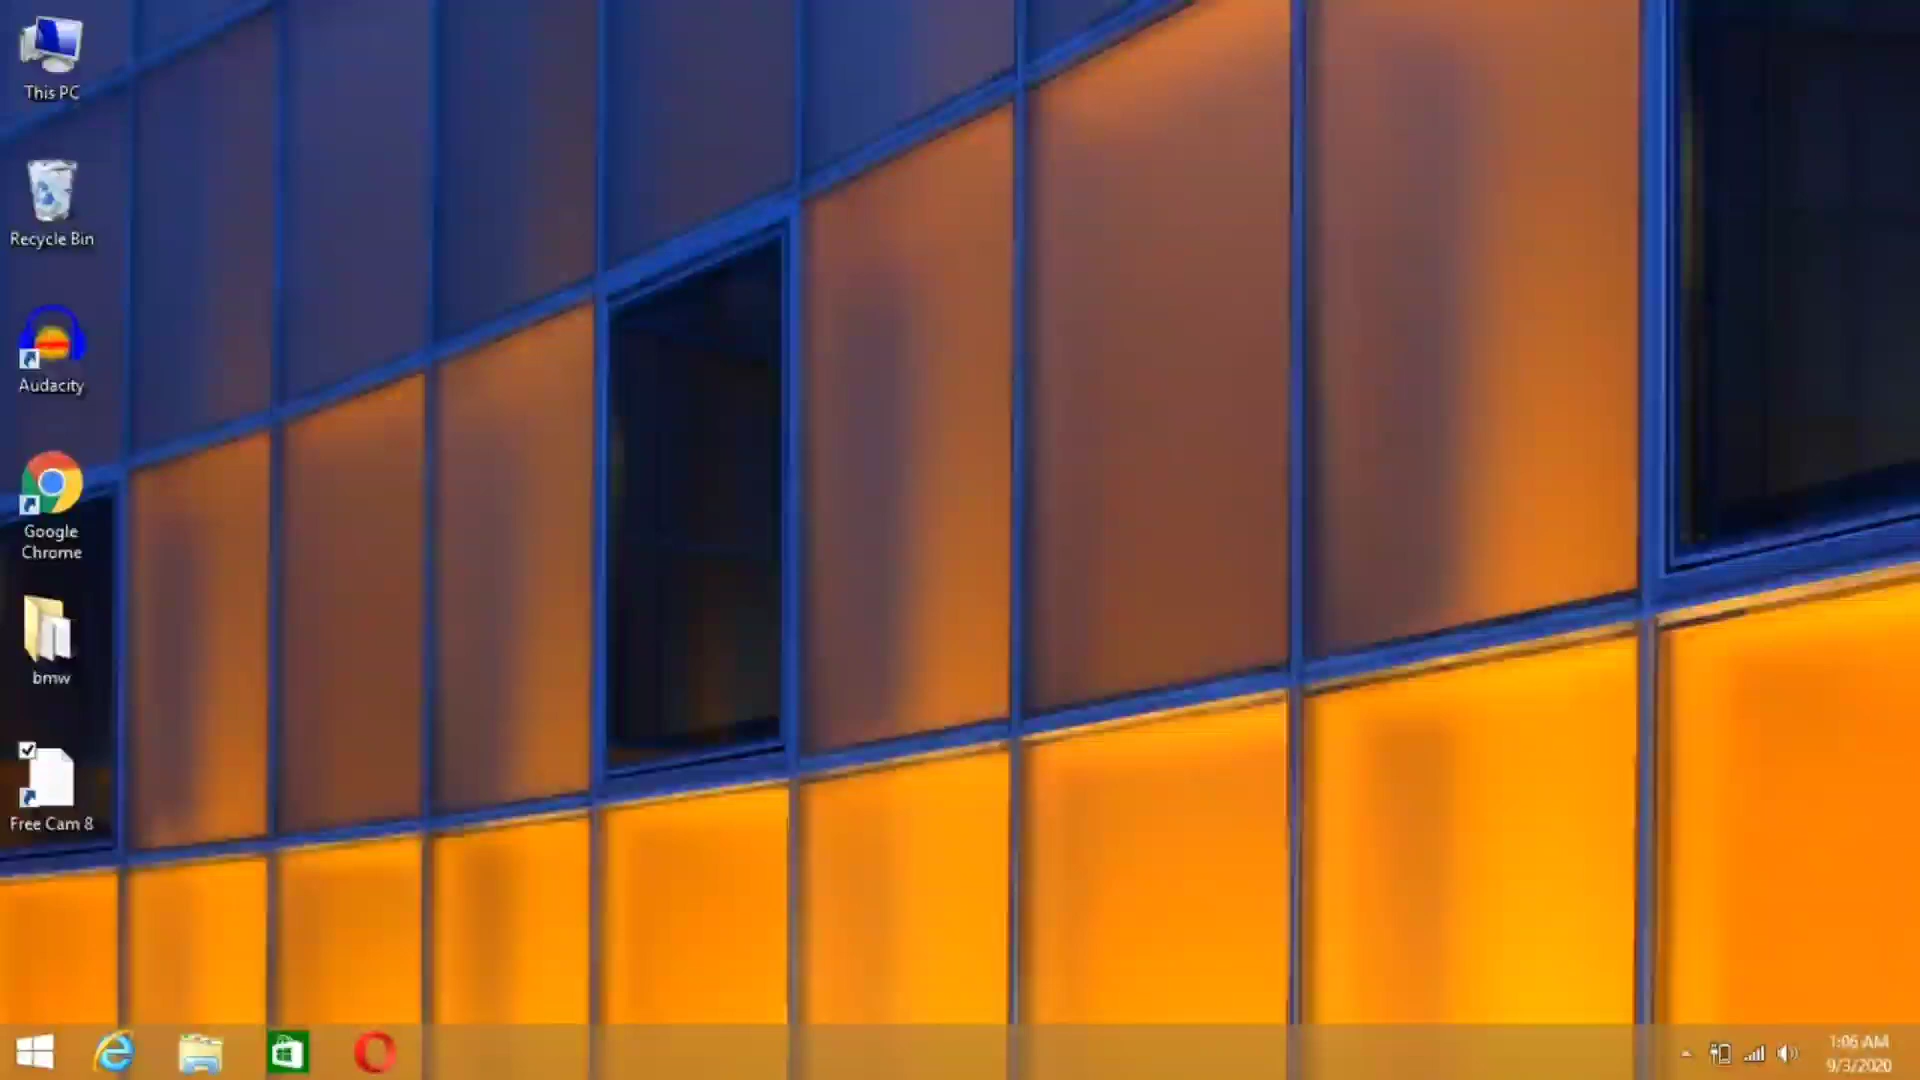 This PC
Recycle Bin
Audacity
Google
Chrome
bmw
Free Cam 8
1:06 AM
9/3/2020